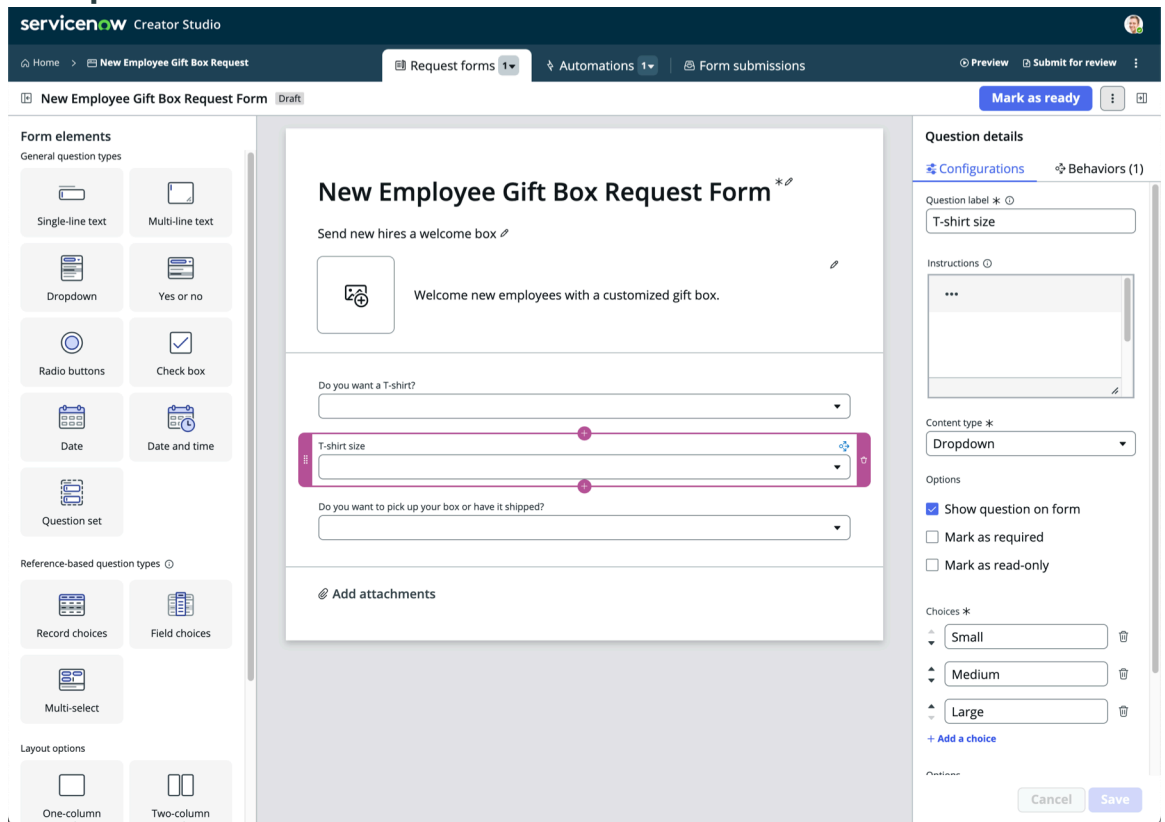 servicenow Creator Studio
Home > New Employee Gift Box Request
Request forms 1
Automations 1
Form submissions
Preview
Submit for review
New Employee Gift Box Request Form Draft
Mark as ready
Form elements
General question types
Single-line text
Multi-line text
Dropdown
Yes or no
Radio buttons
Check box
Date
Date and time
Question set
Reference-based question types
Record choices
Field choices
Multi-select
Layout options
One-column
Two-column
New Employee Gift Box Request Form *
Send new hires a welcome box
Welcome new employees with a customized gift box.
Do you want a T-shirt?
T-shirt size
Do you want to pick up your box or have it shipped?
Add attachments
Question details
Configurations
Behaviors (1)
Question label *
T-shirt size
Instructions
Content type *
Dropdown
Options
Show question on form
Mark as required
Mark as read-only
Choices *
Small
Medium
Large
+ Add a choice
Options
Cancel
Save